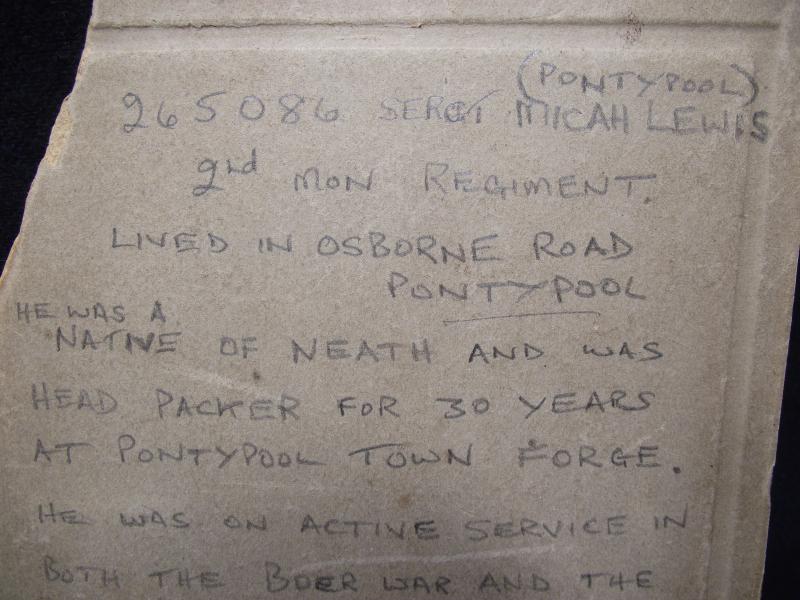 (PONTYPOOL)
265086 SERGT MICAH LEWIS
2nd MON REGIMENT.
LIVED IN OSBORNE ROAD
PONTYPOOL
HE WAS A
NATIVE OF NEATH AND WAS
HEAD PACKER FOR 30 YEARS
AT PONTYPOOL TOWN FORGE.
HE WAS ON ACTIVE SERVICE IN
BOTH THE BOER WAR AND THE